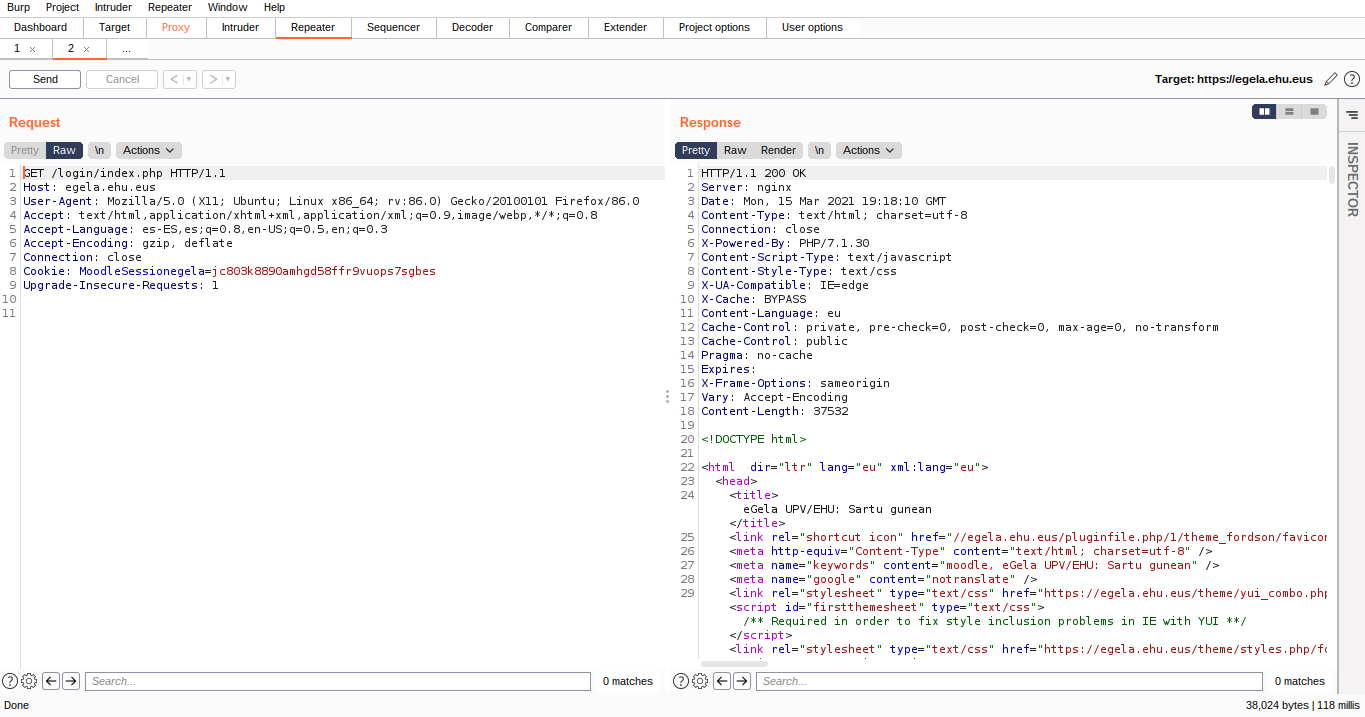 Burp Project Intruder Repeater Window Help
Dashboard Target Proxy Intruder Repeater Sequencer Decoder Comparer Extender Project options User options
1 × 2 × ...
Send Cancel < > Target: https://egela.ehu.eus ?
Request
Pretty Raw \n Actions
1 GET /login/index.php HTTP/1.1
2 Host: egela.ehu.eus
3 User-Agent: Mozilla/5.0 (X11; Ubuntu; Linux x86_64; rv:86.0) Gecko/20100101 Firefox/86.0
4 Accept: text/html,application/xhtml+xml,application/xml;q=0.9,image/webp,*/*;q=0.8
5 Accept-Language: es-ES,es;q=0.8,en-US;q=0.5,en;q=0.3
6 Accept-Encoding: gzip, deflate
7 Connection: close
8 Cookie: MoodleSessionegela=jc803k8890amhgd58ffr9vuops7sgbes
9 Upgrade-Insecure-Requests: 1
10
11
? Search... 0 matches
Response
Pretty Raw Render \n Actions
1 HTTP/1.1 200 OK
2 Server: nginx
3 Date: Mon, 15 Mar 2021 19:18:10 GMT
4 Content-Type: text/html; charset=utf-8
5 Connection: close
6 X-Powered-By: PHP/7.1.30
7 Content-Script-Type: text/javascript
8 Content-Style-Type: text/css
9 X-UA-Compatible: IE=edge
10 X-Cache: BYPASS
11 Content-Language: eu
12 Cache-Control: private, pre-check=0, post-check=0, max-age=0, no-transform
13 Cache-Control: public
14 Pragma: no-cache
15 Expires:
16 X-Frame-Options: sameorigin
17 Vary: Accept-Encoding
18 Content-Length: 37532
19
20 <!DOCTYPE html>
21
22 <html  dir="ltr" lang="eu" xml:lang="eu">
23 <head>
24 <title>
eGela UPV/EHU: Sartu gunean
</title>
25 <link rel="shortcut icon" href="//egela.ehu.eus/pluginfile.php/1/theme_fordson/favicon
26 <meta http-equiv="Content-Type" content="text/html; charset=utf-8" />
27 <meta name="keywords" content="moodle, eGela UPV/EHU: Sartu gunean" />
28 <meta name="google" content="notranslate" />
29 <link rel="stylesheet" type="text/css" href="https://egela.ehu.eus/theme/yui_combo.php
<script id="firstthemesheet" type="text/css">
/** Required in order to fix style inclusion problems in IE with YUI **/
</script>
<link rel="stylesheet" type="text/css" href="https://egela.ehu.eus/theme/styles.php/fo
? Search... 0 matches
INSPECTOR
Done 38,024 bytes | 118 millis